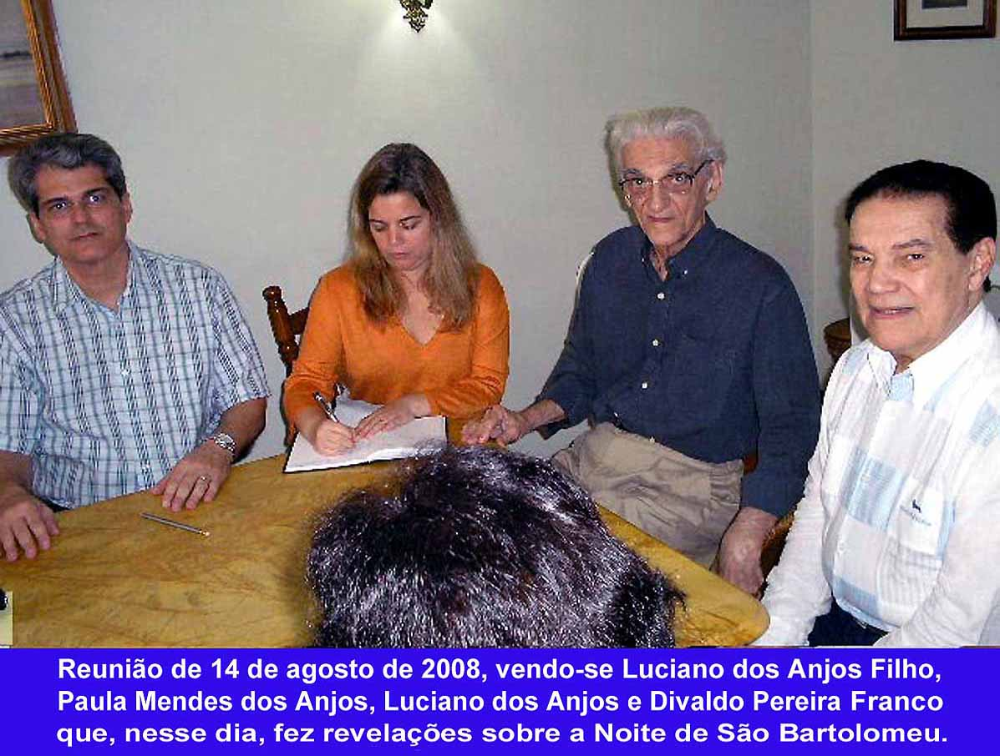 Reunião de 14 de agosto de 2008, vendo-se Luciano dos Anjos Filho,
Paula Mendes dos Anjos, Luciano dos Anjos e Divaldo Pereira Franco
que, nesse dia, fez revelações sobre a Noite de São Bartolomeu.